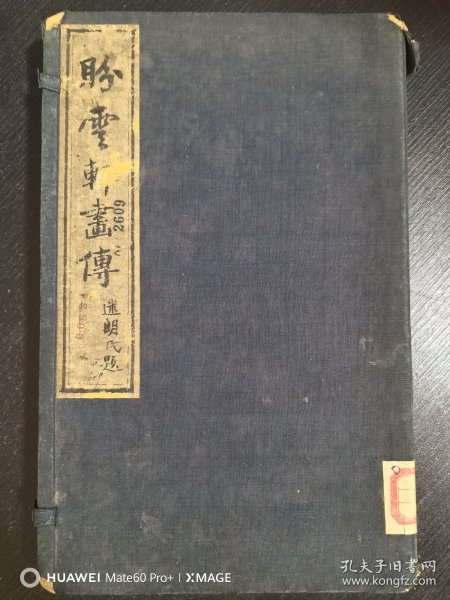 盼雲軒畫傳
2609
述明氏題
HUAWEI Mate60 Pro+ | XMAGE
孔夫子旧书网
www.kongfz.com